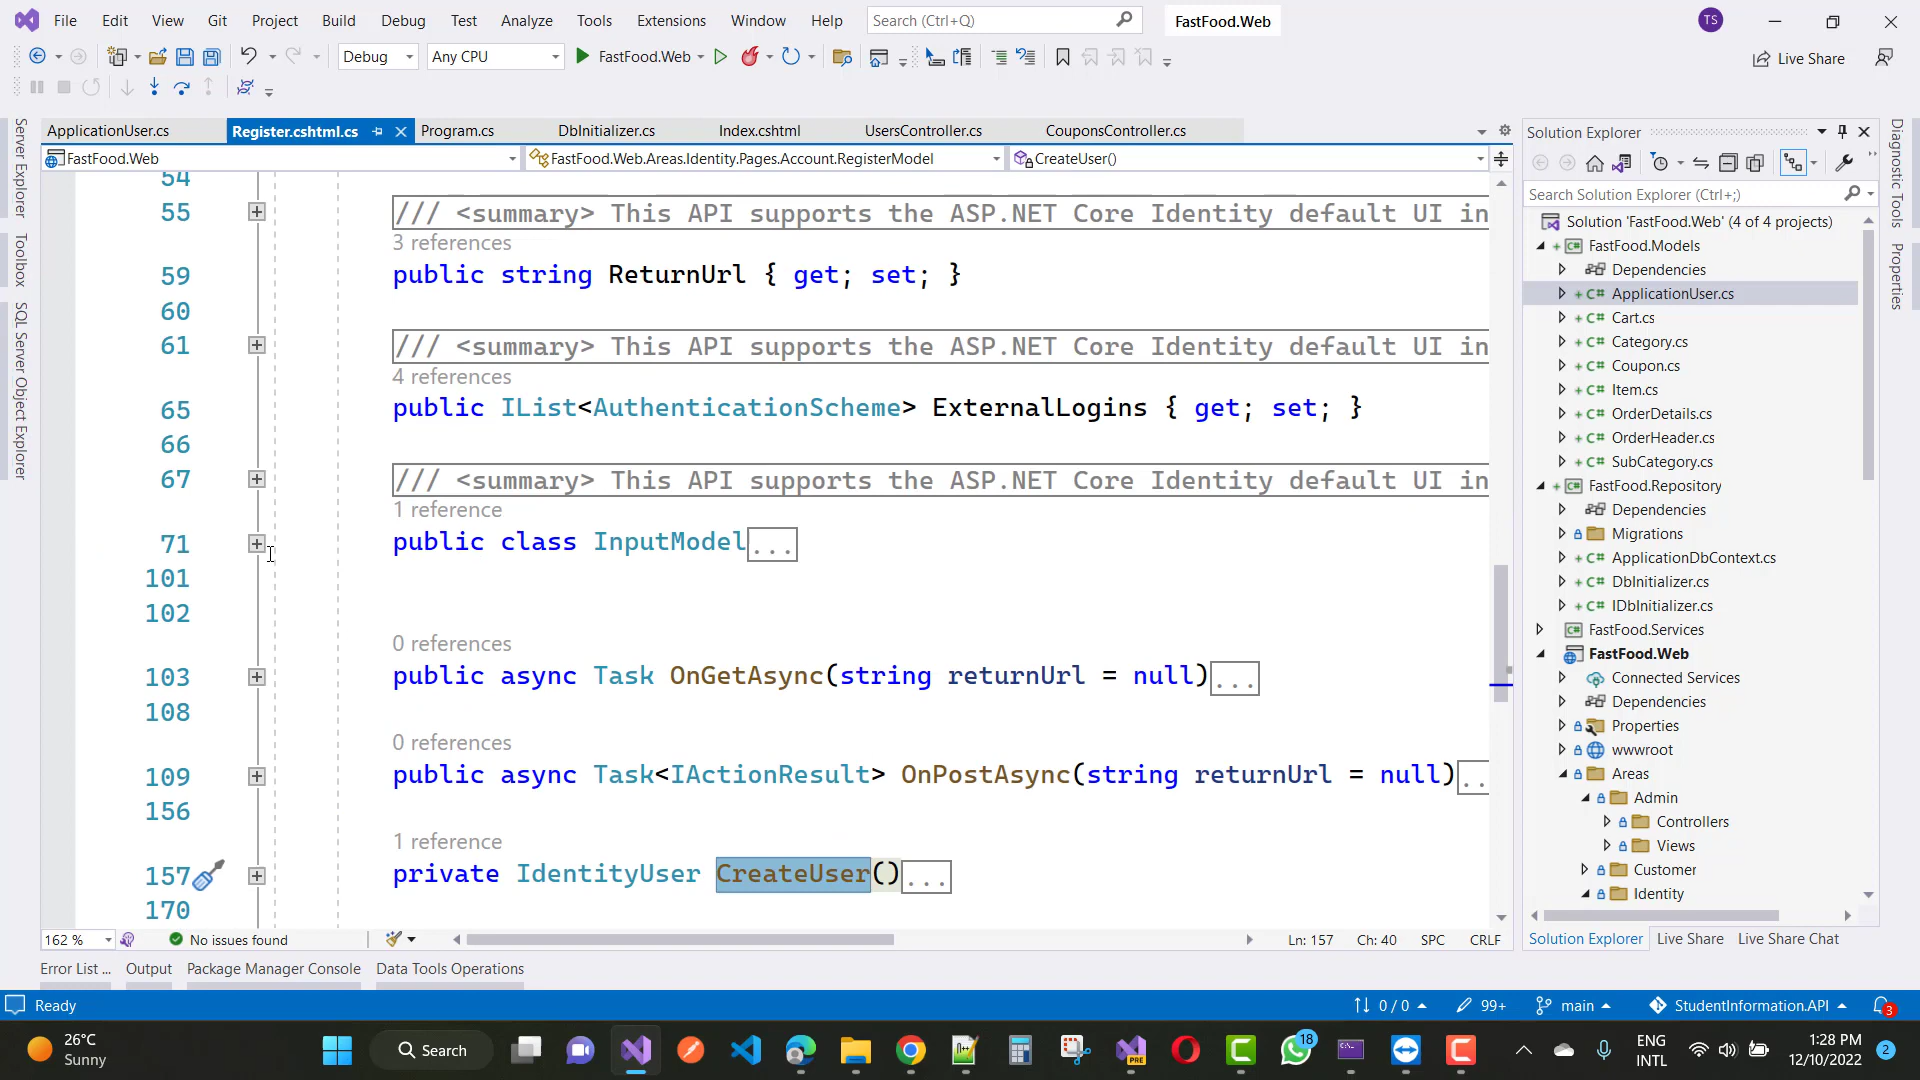 File Edit View Git Project Build Debug Test Analyze Tools Extensions Window Help Search (Ctrl+Q) FastFood.Web TS
Debug Any CPU FastFood.Web Live Share
ApplicationUser.cs Register.cshtml.cs Program.cs DbInitializer.cs Index.cshtml UsersController.cs CouponsController.cs
FastFood.Web FastFood.Web.Areas.Identity.Pages.Account.RegisterModel CreateUser()
Server Explorer
Toolbox
SQL Server Object Explorer
54
55 /// <summary> This API supports the ASP.NET Core Identity default UI in
3 references
59 public string ReturnUrl { get; set; }
60
61 /// <summary> This API supports the ASP.NET Core Identity default UI in
4 references
65 public IList<AuthenticationScheme> ExternalLogins { get; set; }
66
67 /// <summary> This API supports the ASP.NET Core Identity default UI in
1 reference
71 public class InputModel...
101
102
0 references
103 public async Task OnGetAsync(string returnUrl = null)...
108
0 references
109 public async Task<IActionResult> OnPostAsync(string returnUrl = null)..
156
1 reference
157 private IdentityUser CreateUser()...
170
162 % No issues found Ln: 157 Ch: 40 SPC CRLF
Solution Explorer
Search Solution Explorer (Ctrl+;)
Solution 'FastFood.Web' (4 of 4 projects)
FastFood.Models
Dependencies
C# ApplicationUser.cs
C# Cart.cs
C# Category.cs
C# Coupon.cs
C# Item.cs
C# OrderDetails.cs
C# OrderHeader.cs
C# SubCategory.cs
FastFood.Repository
Dependencies
Migrations
C# ApplicationDbContext.cs
C# DbInitializer.cs
C# IDbInitializer.cs
FastFood.Services
FastFood.Web
Connected Services
Dependencies
Properties
wwwroot
Areas
Admin
Controllers
Views
Customer
Identity
Solution Explorer Live Share Live Share Chat
Diagnostic Tools
Properties
Error List ... Output Package Manager Console Data Tools Operations
Ready 0 / 0 99+ main StudentInformation.API 3
26°C
Sunny
Search
PRE
18
ENG
INTL
1:28 PM
12/10/2022
2